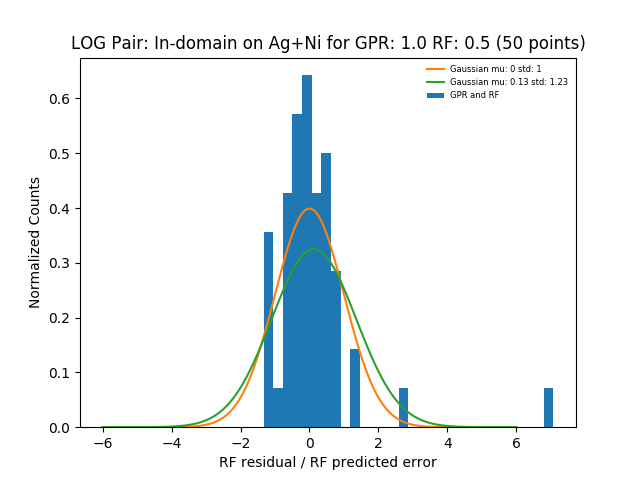 LOG Pair: In-domain on Ag+Ni for GPR: 1.0 RF: 0.5 (50 points)
Gaussian mu: 0 std: 1
Gaussian mu: 0.13 std: 1.23
GPR and RF
Normalized Counts
0.6
0.5
0.4
0.3
0.2
0.1
0.0
−6
−4
−2
0
2
4
6
RF residual / RF predicted error